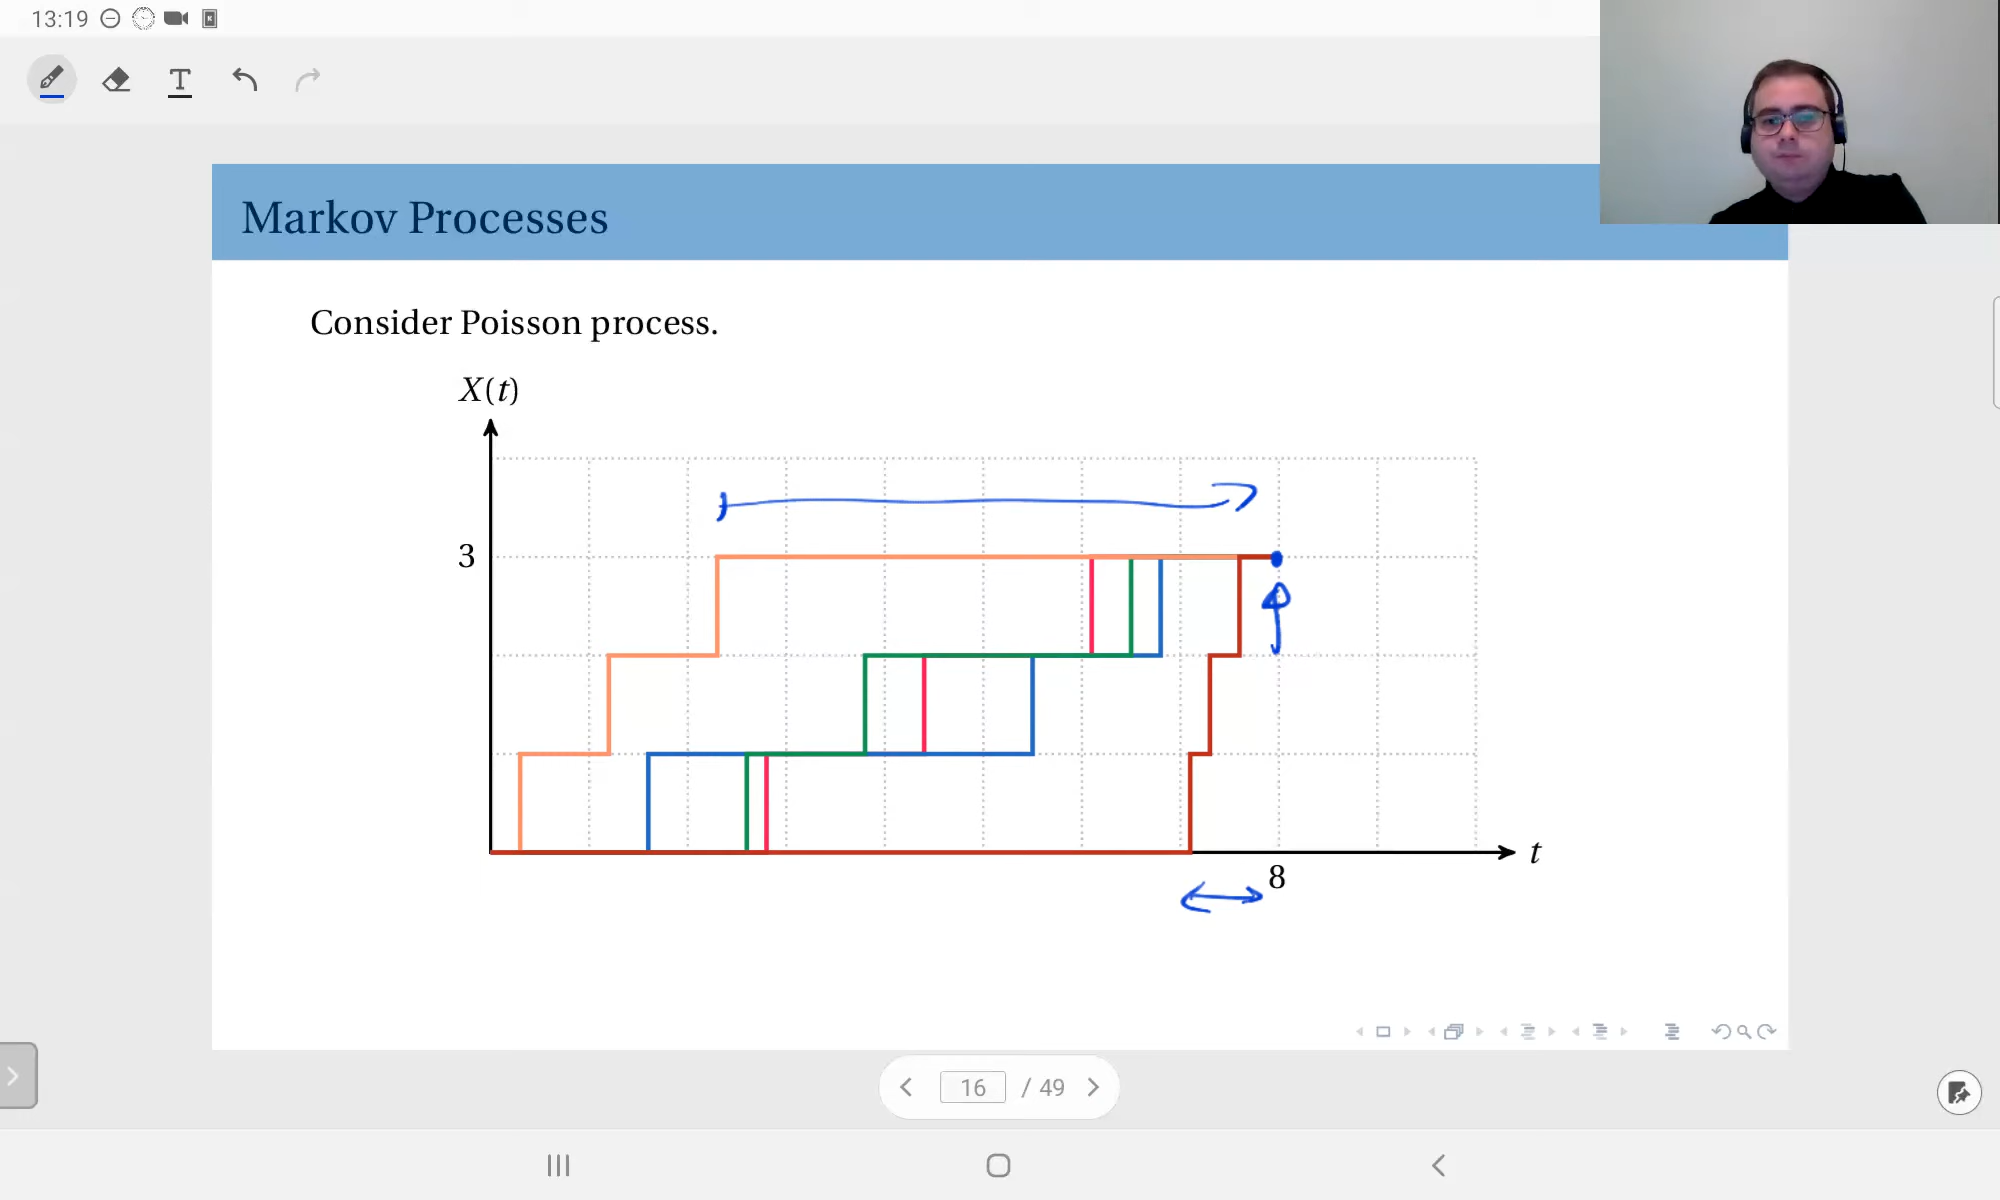 13:19
Markov Processes
Consider Poisson process.
X(t)
3
t
8
16 / 49